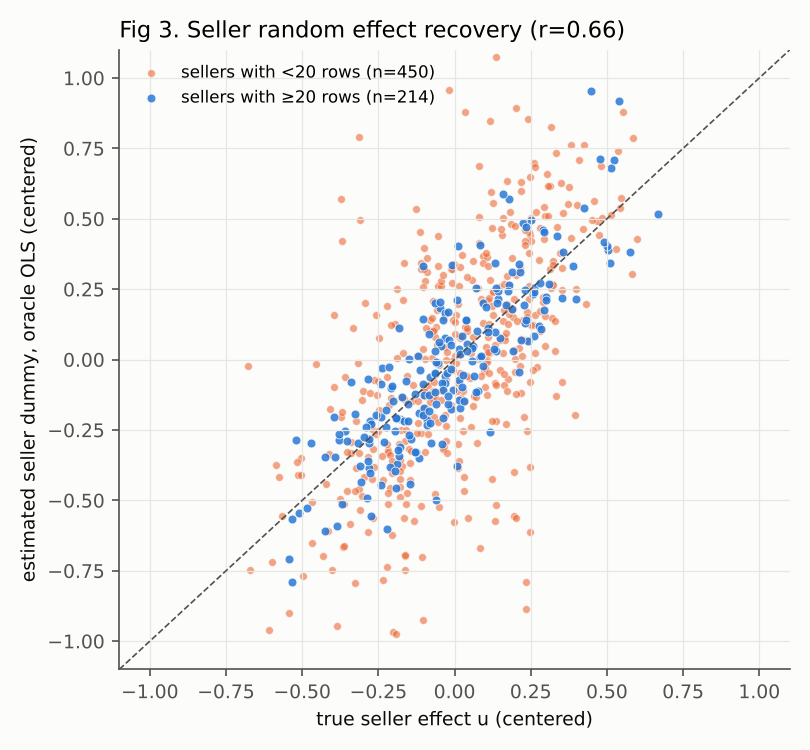 Fig 3. Seller random effect recovery (r=0.66)
sellers with <20 rows (n=450)
sellers with ≥20 rows (n=214)
estimated seller dummy, oracle OLS (centered)
1.00
0.75
0.50
0.25
0.00
−0.25
−0.50
−0.75
−1.00
−1.00 −0.75 −0.50 −0.25 0.00 0.25 0.50 0.75 1.00
true seller effect u (centered)